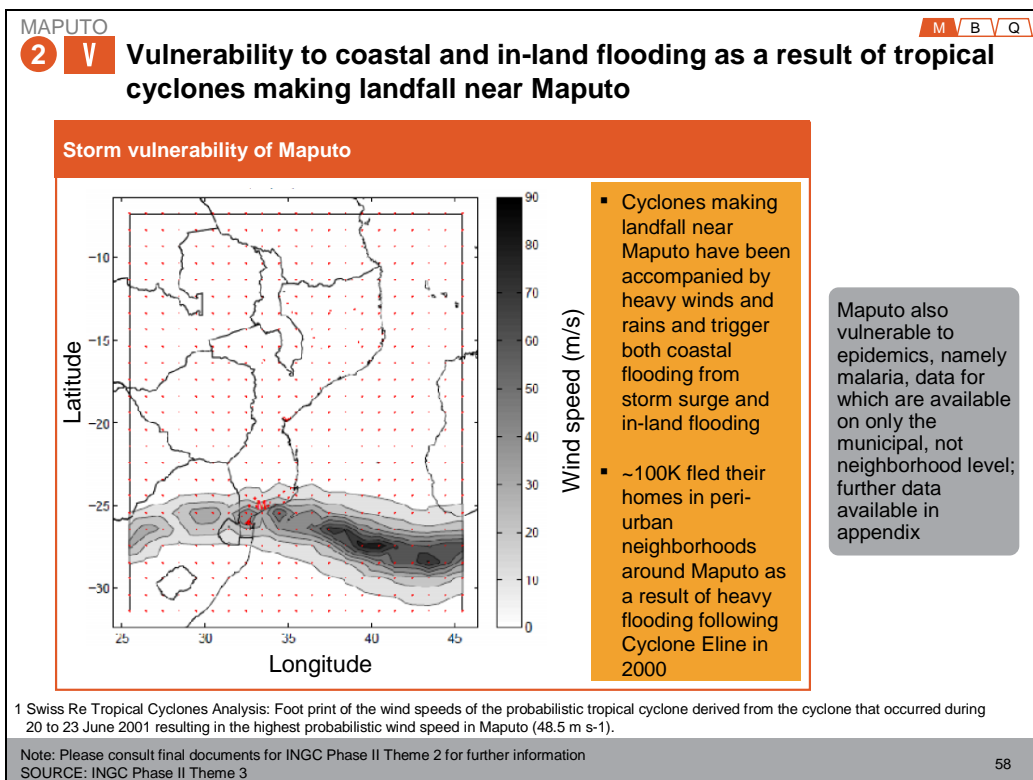 MAPUTO
M B Q
2 V Vulnerability to coastal and in-land flooding as a result of tropical
cyclones making landfall near Maputo
Storm vulnerability of Maputo
Latitude
−10
−15
−20
−25
−30
25 30 35 40 45
Longitude
90
80
70
60
50
40
30
20
10
0
Wind speed (m/s)
▪ Cyclones making
landfall near
Maputo have been
accompanied by
heavy winds and
rains and trigger
both coastal
flooding from
storm surge and
in-land flooding
▪ ~100K fled their
homes in peri-
urban
neighborhoods
around Maputo as
a result of heavy
flooding following
Cyclone Eline in
2000
Maputo also
vulnerable to
epidemics, namely
malaria, data for
which are available
on only the
municipal, not
neighborhood level;
further data
available in
appendix
1 Swiss Re Tropical Cyclones Analysis: Foot print of the wind speeds of the probabilistic tropical cyclone derived from the cyclone that occurred during
20 to 23 June 2001 resulting in the highest probabilistic wind speed in Maputo (48.5 m s-1).
Note: Please consult final documents for INGC Phase II Theme 2 for further information
SOURCE: INGC Phase II Theme 3
58